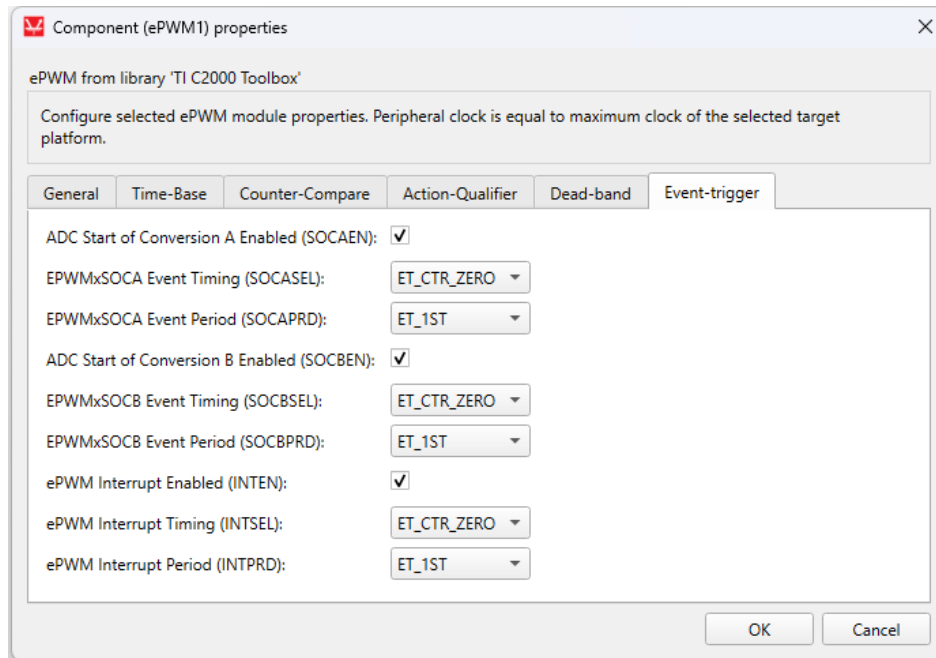 Component (ePWM1) properties
ePWM from library 'TI C2000 Toolbox'
Configure selected ePWM module properties. Peripheral clock is equal to maximum clock of the selected target
platform.
General Time-Base Counter-Compare Action-Qualifier Dead-band Event-trigger
ADC Start of Conversion A Enabled (SOCAEN):
EPWMxSOCA Event Timing (SOCASEL): ET_CTR_ZERO
EPWMxSOCA Event Period (SOCAPRD): ET_1ST
ADC Start of Conversion B Enabled (SOCBEN):
EPWMxSOCB Event Timing (SOCBSEL): ET_CTR_ZERO
EPWMxSOCB Event Period (SOCBPRD): ET_1ST
ePWM Interrupt Enabled (INTEN):
ePWM Interrupt Timing (INTSEL): ET_CTR_ZERO
ePWM Interrupt Period (INTPRD): ET_1ST
OK Cancel